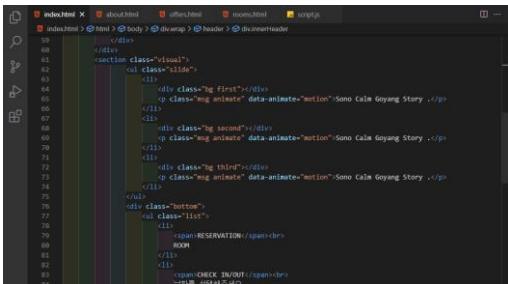 index.html
about.html
offers.html
rooms.html
script.js
index.html > html > body > div.wrap > header > div.innerHeader
59 </div>
60 </div>
61 <section class="visual">
62 <ul class="slide">
63 <li>
64 <div class="bg first"></div>
65 <p class="msg animate" data-animate="motion">Sono Calm Goyang Story .</p>
66 </li>
67 <li>
68 <div class="bg second"></div>
69 <p class="msg animate" data-animate="motion">Sono Calm Goyang Story .</p>
70 </li>
71 <li>
72 <div class="bg third"></div>
73 <p class="msg animate" data-animate="motion">Sono Calm Goyang Story .</p>
74 </li>
75 </ul>
76 <div class="bottom">
77 <ul class="list">
78 <li>
79 <span>RESERVATION</span><br>
80 ROOM
81 </li>
82 <li>
83 <span>CHECK IN/OUT</span><br>